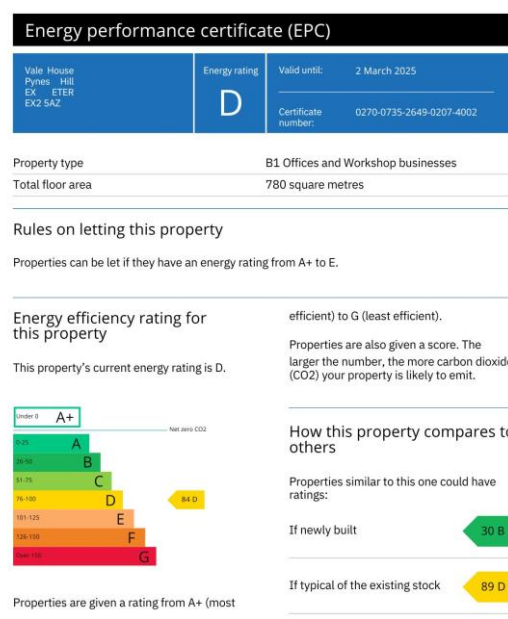 Energy performance certificate (EPC)
Vale House
Pynes Hill
EX ETER
EX2 5AZ
Energy rating
D
Valid until: 2 March 2025
Certificate number: 0270-0735-2649-0207-4002
Property type B1 Offices and Workshop businesses
Total floor area 780 square metres
Rules on letting this property
Properties can be let if they have an energy rating from A+ to E.
Energy efficiency rating for
this property
This property's current energy rating is D.
Under 0 A+
Net zero CO2
0-25 A
26-50 B
51-75 C
76-100 D 84 D
101-125 E
126-150 F
Over 150 G
Properties are given a rating from A+ (most
efficient) to G (least efficient).
Properties are also given a score. The
larger the number, the more carbon dioxide
(CO2) your property is likely to emit.
How this property compares to
others
Properties similar to this one could have
ratings:
If newly built 30 B
If typical of the existing stock 89 D